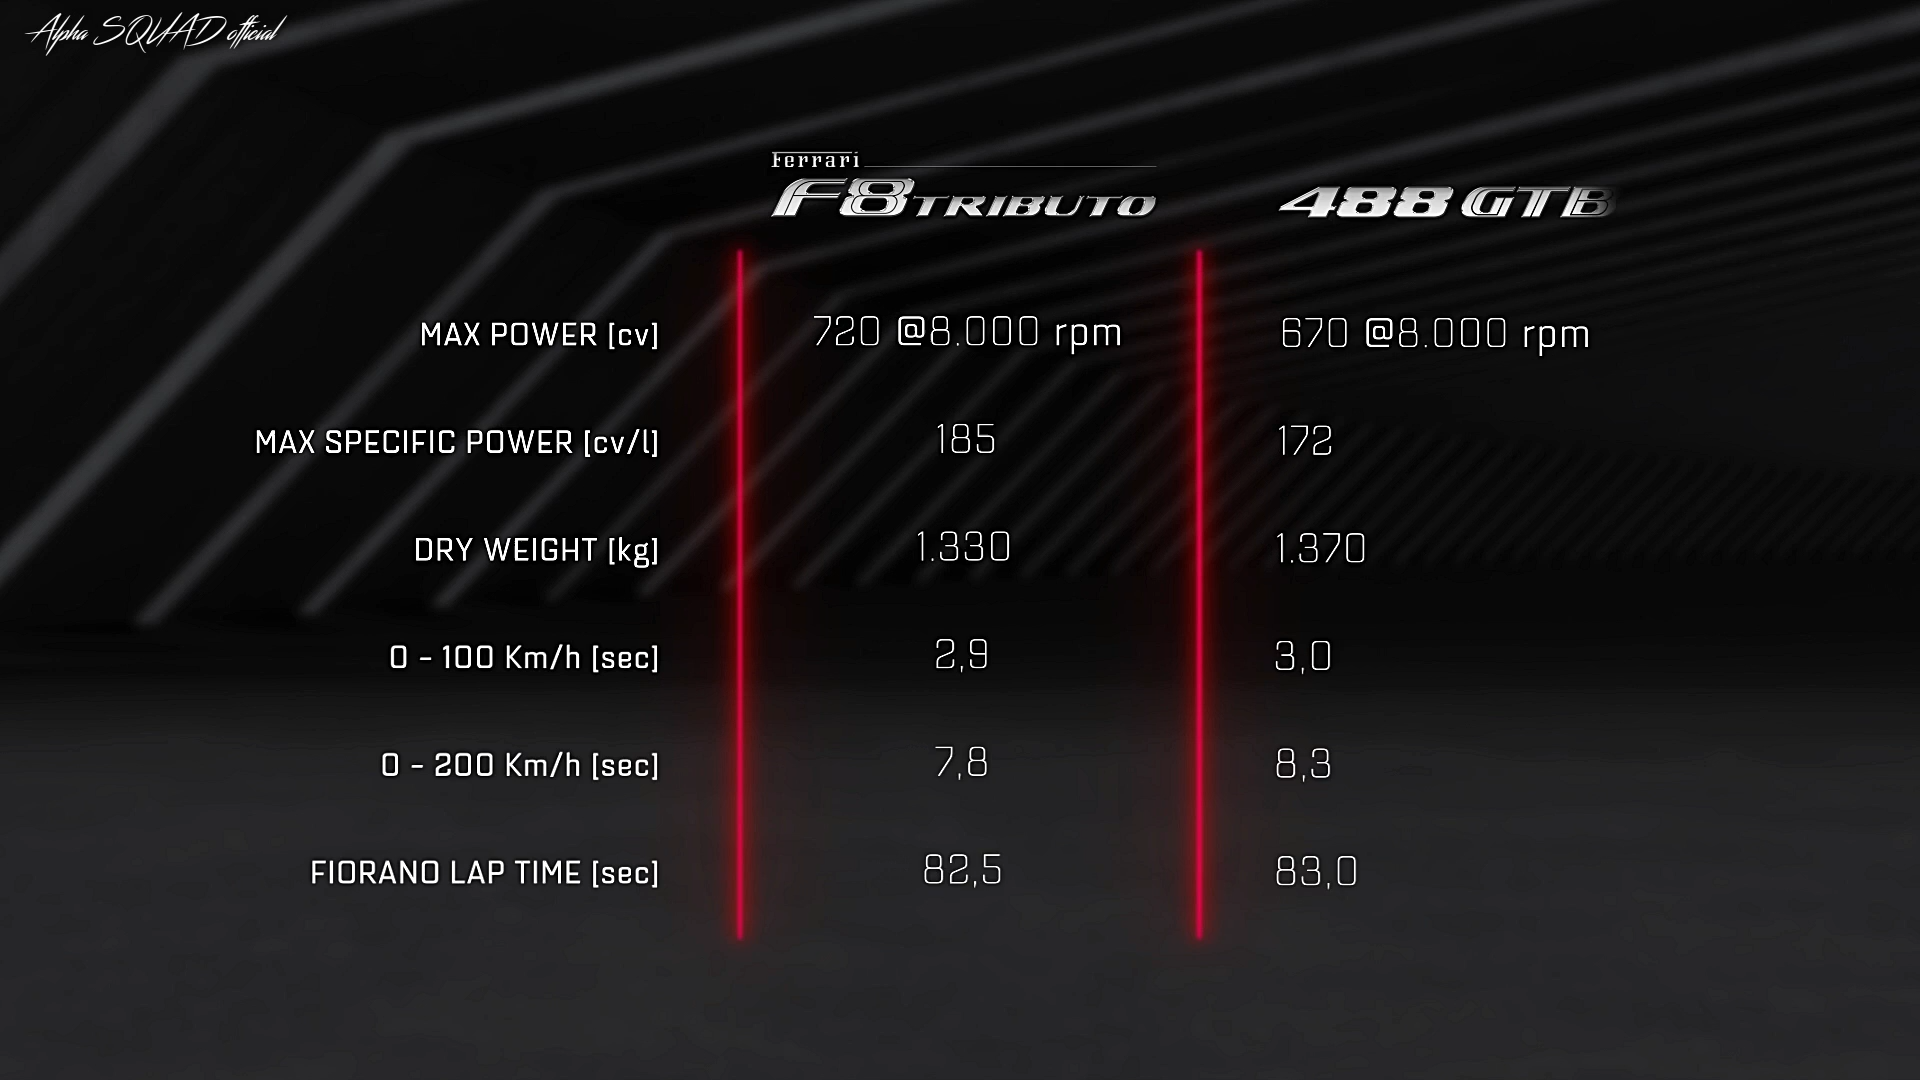 Alpha SQUAD official
Ferrari
F8 TRIBUTO 488 GTB
MAX POWER [cv] 720 @8.000 rpm 670 @8.000 rpm
MAX SPECIFIC POWER [cv/l] 185 172
DRY WEIGHT [kg] 1.330 1.370
0 - 100 Km/h [sec] 2,9 3,0
0 - 200 Km/h [sec] 7,8 8,3
FIORANO LAP TIME [sec] 82,5 83,0